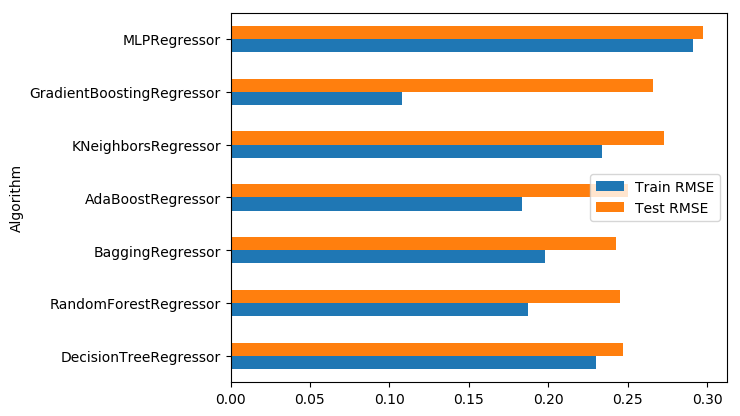 MLPRegressor
GradientBoostingRegressor
KNeighborsRegressor
AdaBoostRegressor
BaggingRegressor
RandomForestRegressor
DecisionTreeRegressor
Algorithm
Train RMSE
Test RMSE
0.00 0.05 0.10 0.15 0.20 0.25 0.30